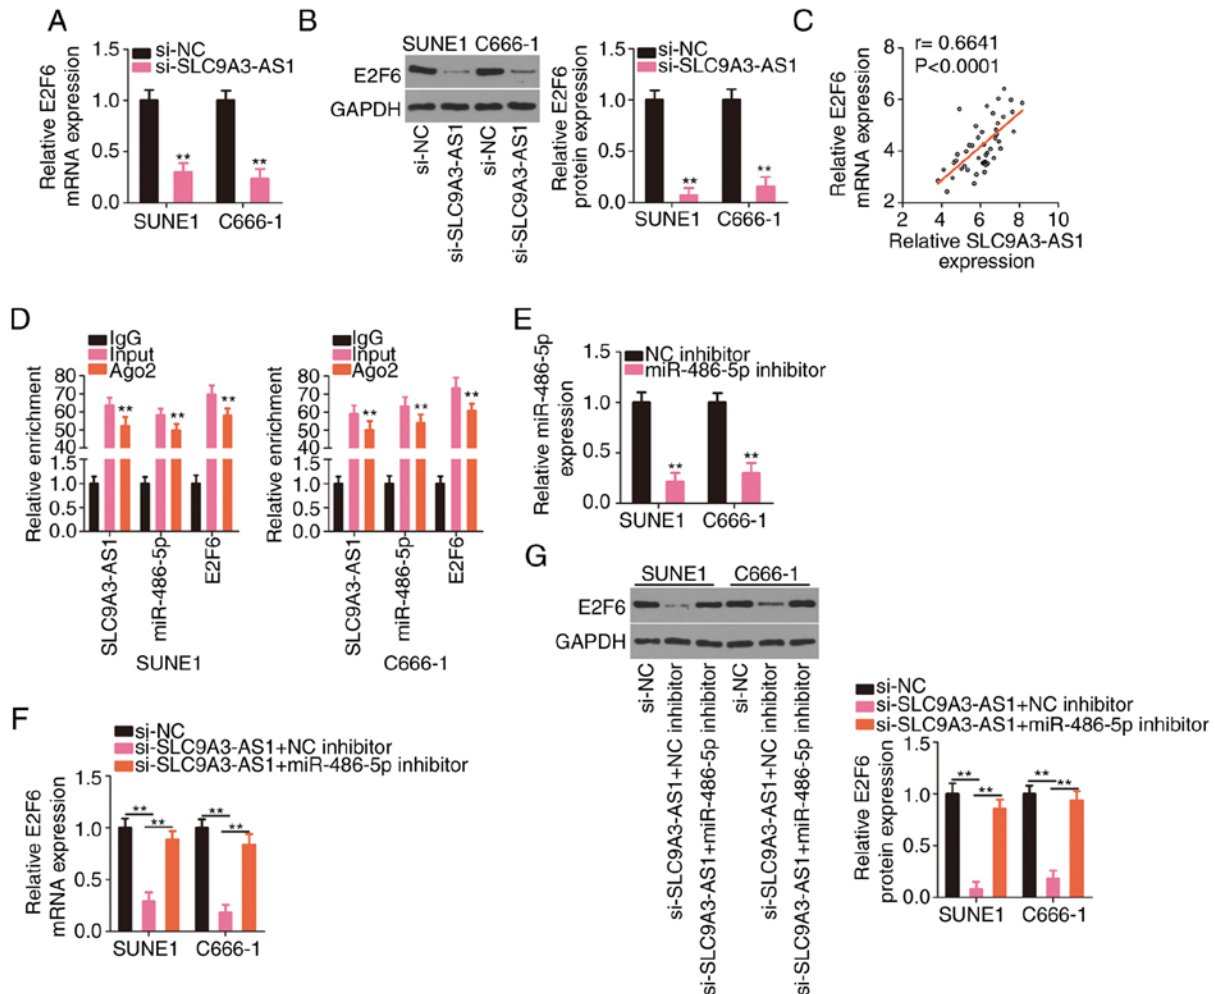 A
Relative E2F6
mRNA expression
1.5
1.0
0.5
0.0
si-NC
si-SLC9A3-AS1
**
**
SUNE1
C666-1
B
SUNE1 C666-1
E2F6
GAPDH
si-NC
si-SLC9A3-AS1
si-NC
si-SLC9A3-AS1
Relative E2F6
protein expression
1.5
1.0
0.5
0.0
si-NC
si-SLC9A3-AS1
**
**
SUNE1
C666-1
C
Relative E2F6
mRNA expression
8
6
4
2
r= 0.6641
P<0.0001
2 4 6 8 10
Relative SLC9A3-AS1
expression
D
IgG
Input
Ago2
Relative enrichment
80
70
60
50
40
1.5
1.0
0.5
0.0
**
**
**
SLC9A3-AS1
miR-486-5p
E2F6
SUNE1
IgG
Input
Ago2
Relative enrichment
80
70
60
50
40
1.5
1.0
0.5
0.0
**
**
**
SLC9A3-AS1
miR-486-5p
E2F6
C666-1
E
Relative miR-486-5p
expression
1.5
1.0
0.5
0.0
NC inhibitor
miR-486-5p inhibitor
**
**
SUNE1
C666-1
F
si-NC
si-SLC9A3-AS1+NC inhibitor
si-SLC9A3-AS1+miR-486-5p inhibitor
Relative E2F6
mRNA expression
1.5
1.0
0.5
0.0
**
**
**
**
SUNE1
C666-1
G
SUNE1 C666-1
E2F6
GAPDH
si-NC
si-SLC9A3-AS1+NC inhibitor
si-SLC9A3-AS1+miR-486-5p inhibitor
si-NC
si-SLC9A3-AS1+NC inhibitor
si-SLC9A3-AS1+miR-486-5p inhibitor
si-NC
si-SLC9A3-AS1+NC inhibitor
si-SLC9A3-AS1+miR-486-5p inhibitor
Relative E2F6
protein expression
1.5
1.0
0.5
0.0
**
**
**
**
SUNE1
C666-1